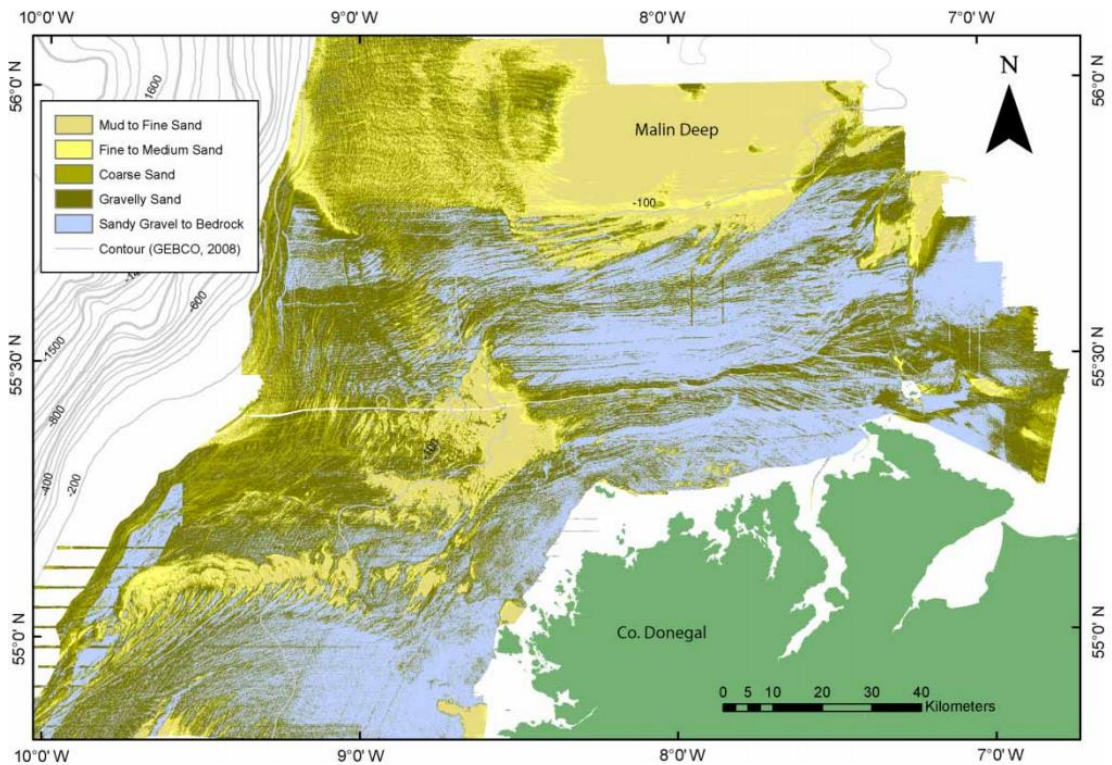 10°0'W 9°0'W 8°0'W 7°0'W
56°0'N
55°30'N
55°0'N
1600
Mud to Fine Sand
Fine to Medium Sand
Coarse Sand
Gravelly Sand
Sandy Gravel to Bedrock
Contour (GEBCO, 2008)
Malin Deep
N
56°0'N
-100
-600
-1500
-800
-400
-200
55°30'N
Co. Donegal
55°0'N
0 5 10 20 30 40
Kilometers
10°0'W 9°0'W 8°0'W 7°0'W